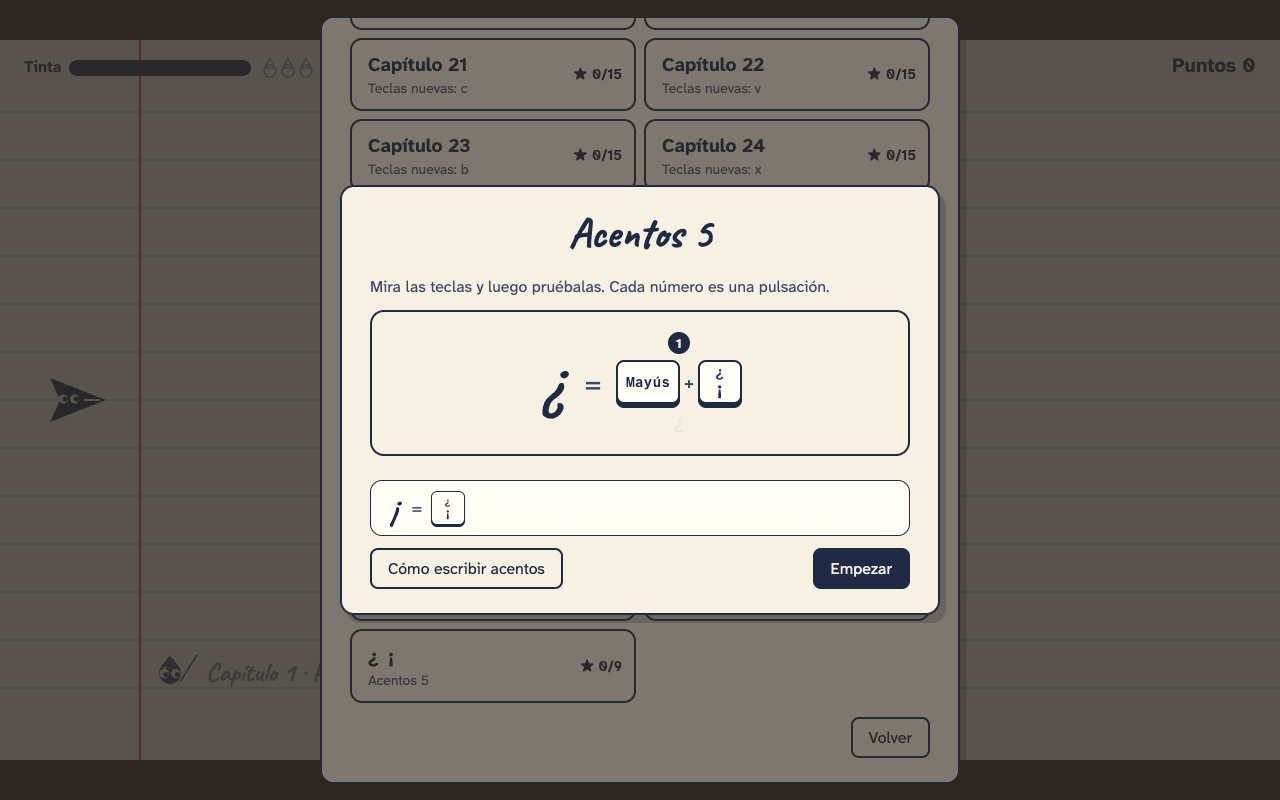 Tinta
Puntos 0
Capítulo 21
Teclas nuevas: c
★ 0/15
Capítulo 22
Teclas nuevas: v
★ 0/15
Capítulo 23
Teclas nuevas: b
★ 0/15
Capítulo 24
Teclas nuevas: x
★ 0/15
Acentos 5
Mira las teclas y luego pruébalas. Cada número es una pulsación.
1
¿ = Mayús + ¿ ¡
¿
¡ = ¿ ¡
Cómo escribir acentos
Empezar
¿ ¡
Acentos 5
★ 0/9
Capítulo 1 ·
Volver